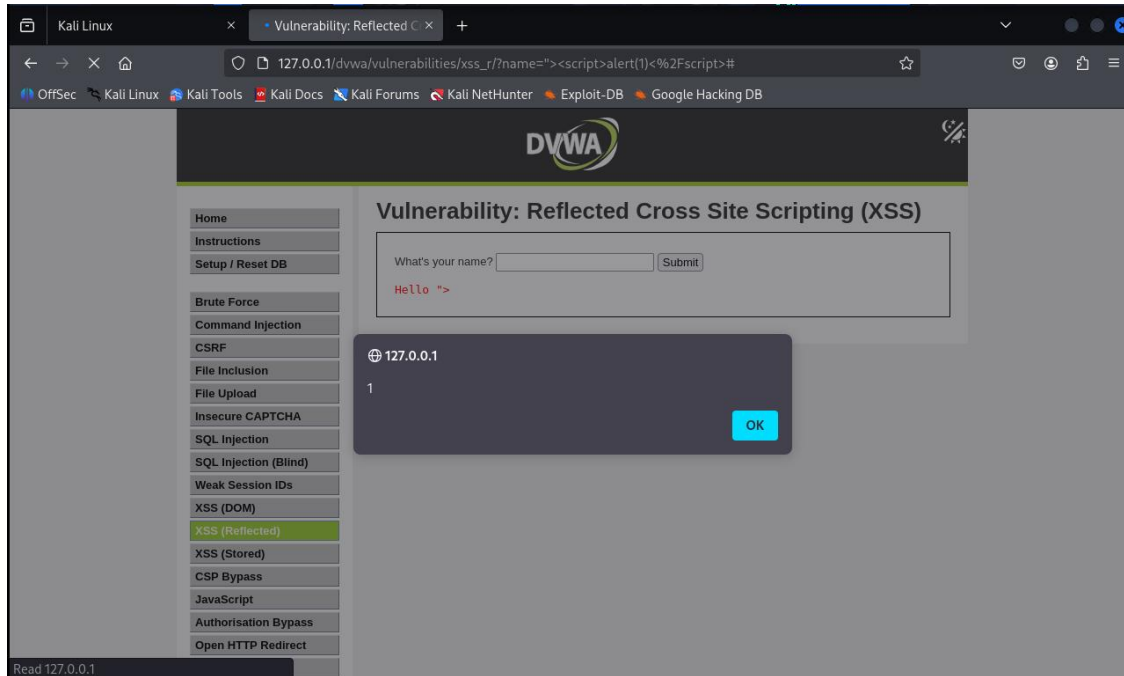 Kali Linux
Vulnerability: Reflected C
127.0.0.1/dvwa/vulnerabilities/xss_r/?name="><script>alert(1)<%2Fscript>#
OffSec Kali Linux Kali Tools Kali Docs Kali Forums Kali NetHunter Exploit-DB Google Hacking DB
DVWA
Vulnerability: Reflected Cross Site Scripting (XSS)
What's your name? Submit
Hello ">
Home
Instructions
Setup / Reset DB
Brute Force
Command Injection
CSRF
File Inclusion
File Upload
Insecure CAPTCHA
SQL Injection
SQL Injection (Blind)
Weak Session IDs
XSS (DOM)
XSS (Reflected)
XSS (Stored)
CSP Bypass
JavaScript
Authorisation Bypass
Open HTTP Redirect
127.0.0.1
1
OK
Read 127.0.0.1